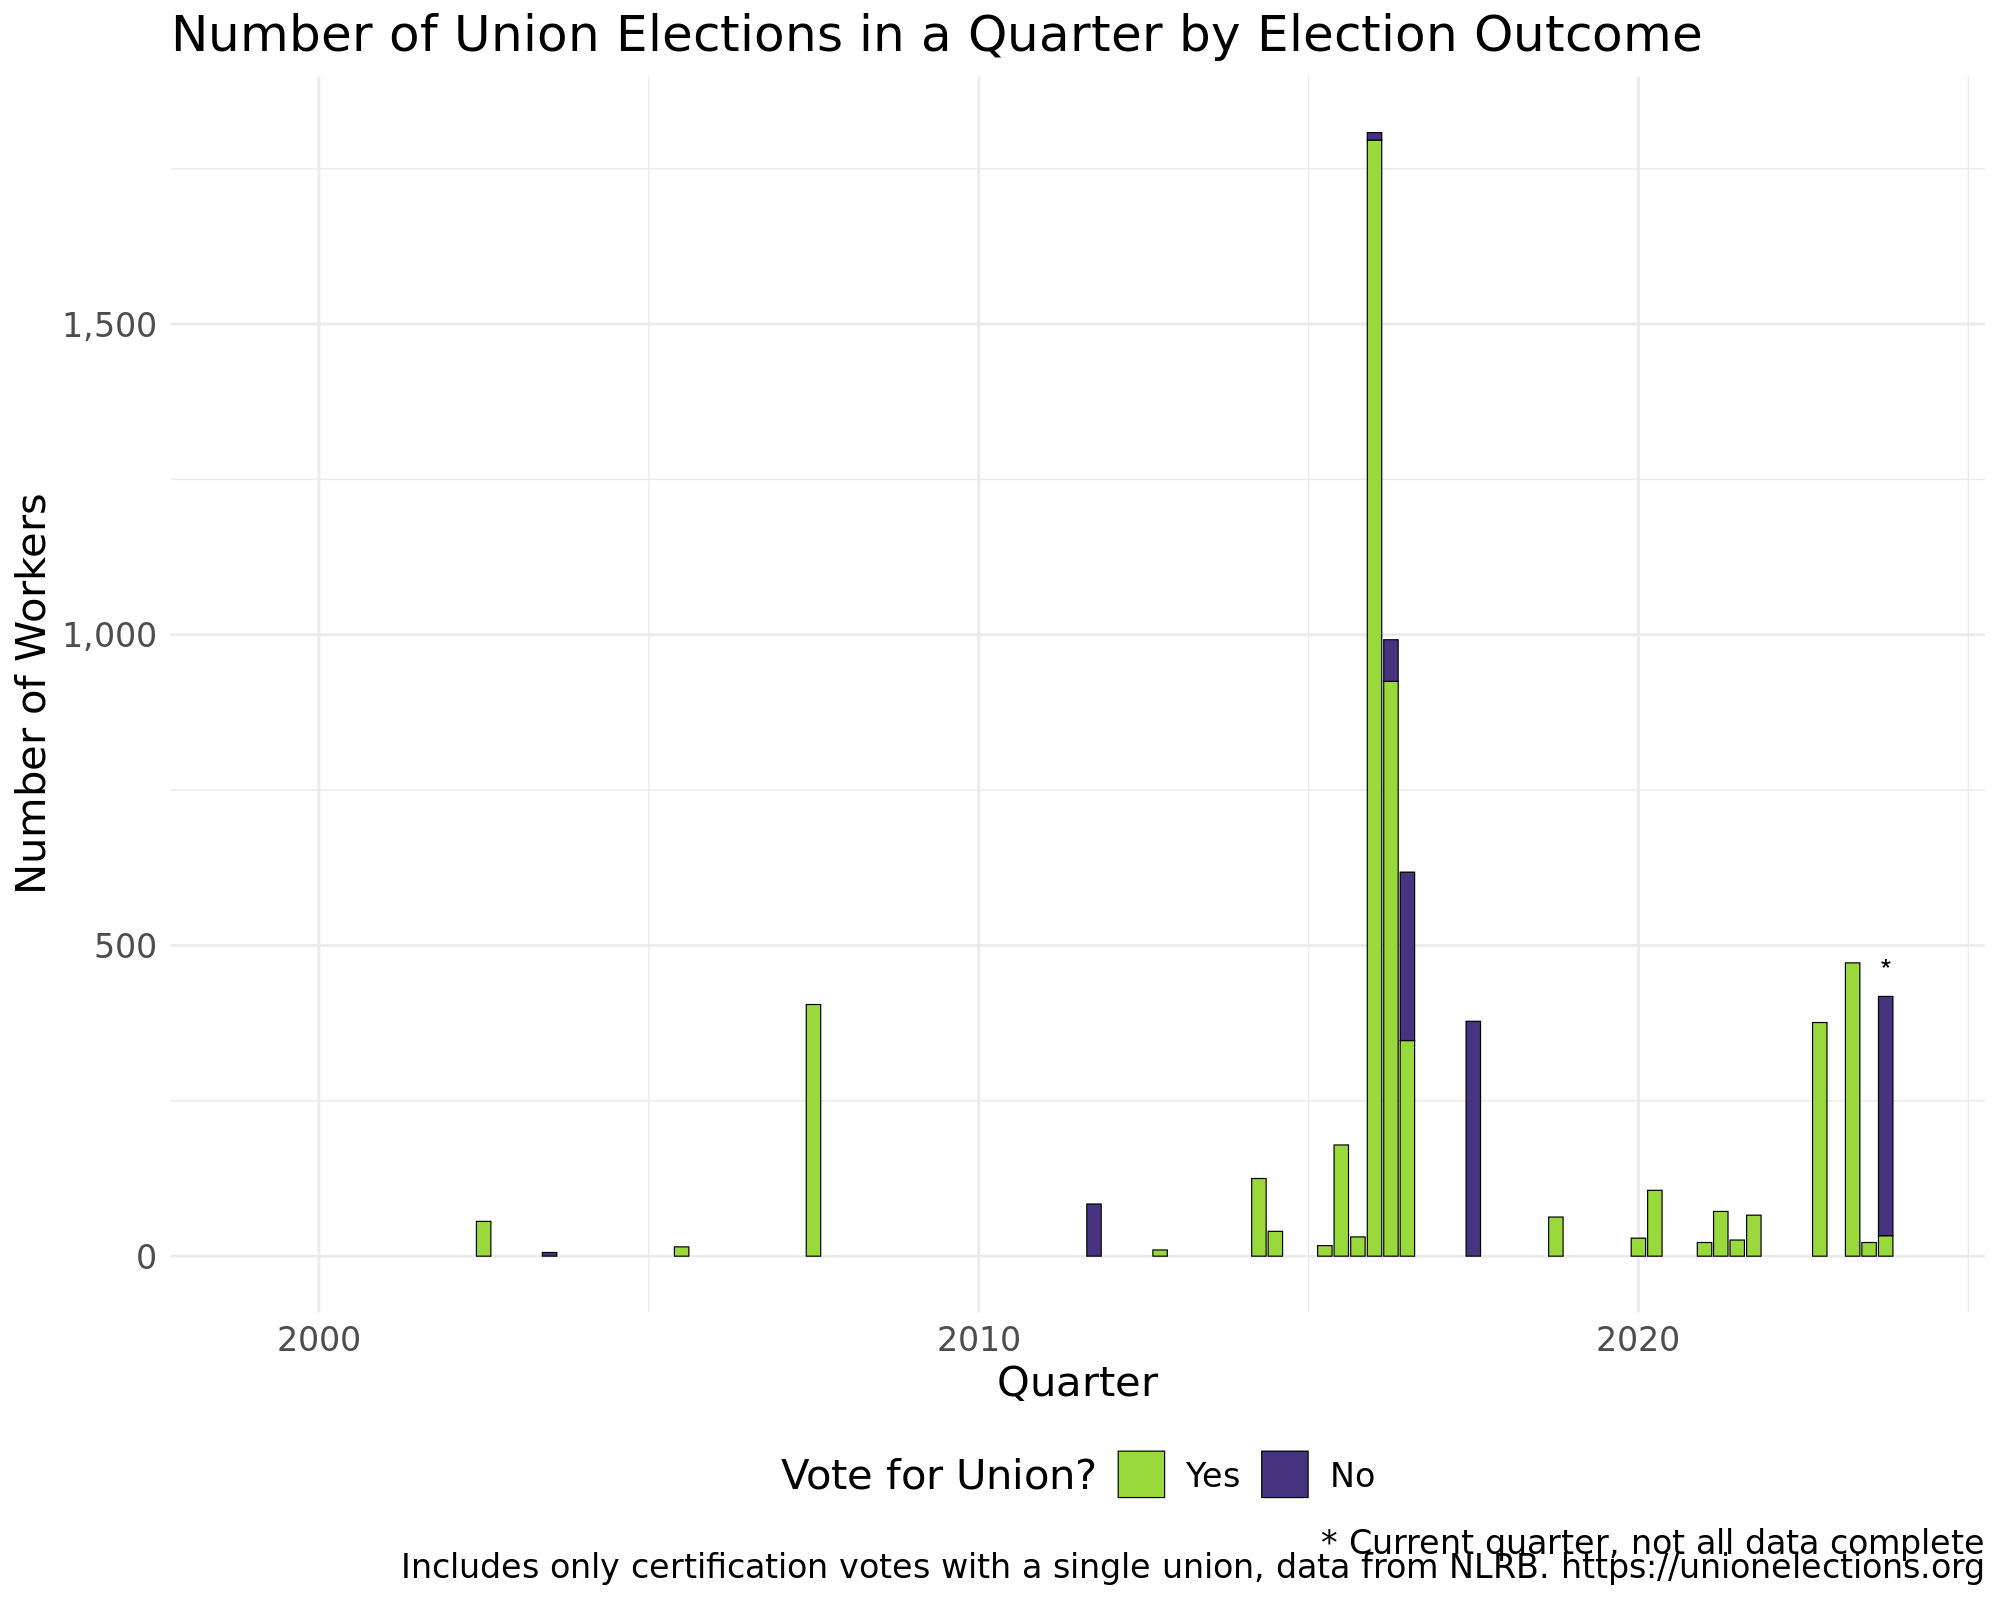 Number of Union Elections in a Quarter by Election Outcome
Number of Workers
1,500
1,000
500
0
*
2000
2010
2020
Quarter
Vote for Union? Yes No
* Current quarter, not all data complete
Includes only certification votes with a single union, data from NLRB. https://unionelections.org